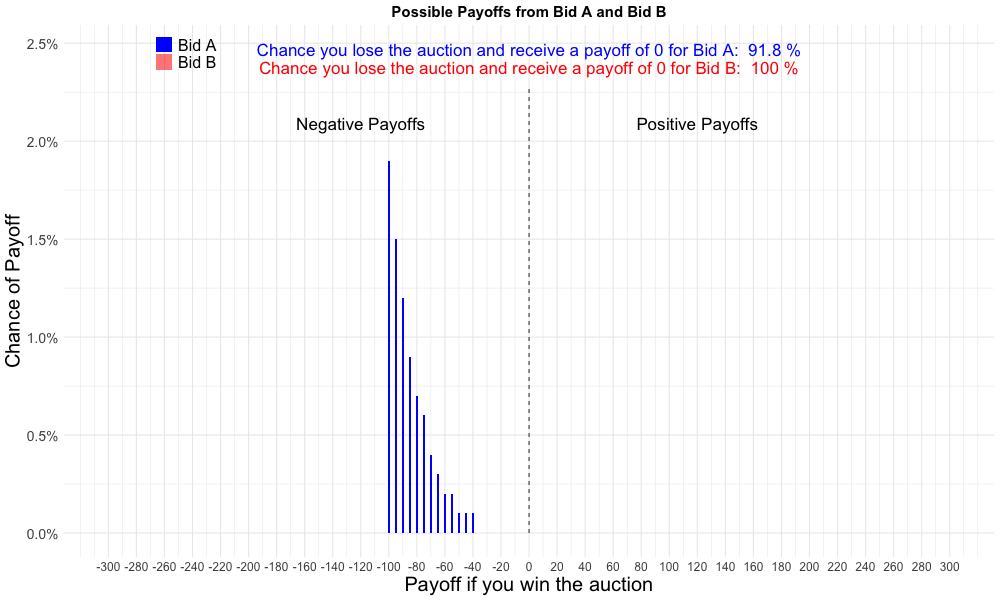 Possible Payoffs from Bid A and Bid B
Bid A
Bid B
Chance you lose the auction and receive a payoff of 0 for Bid A:  91.8 %
Chance you lose the auction and receive a payoff of 0 for Bid B:  100 %
Negative Payoffs
Positive Payoffs
Chance of Payoff
2.5%
2.0%
1.5%
1.0%
0.5%
0.0%
-300 -280 -260 -240 -220 -200 -180 -160 -140 -120 -100 -80 -60 -40 -20 0 20 40 60 80 100 120 140 160 180 200 220 240 260 280 300
Payoff if you win the auction